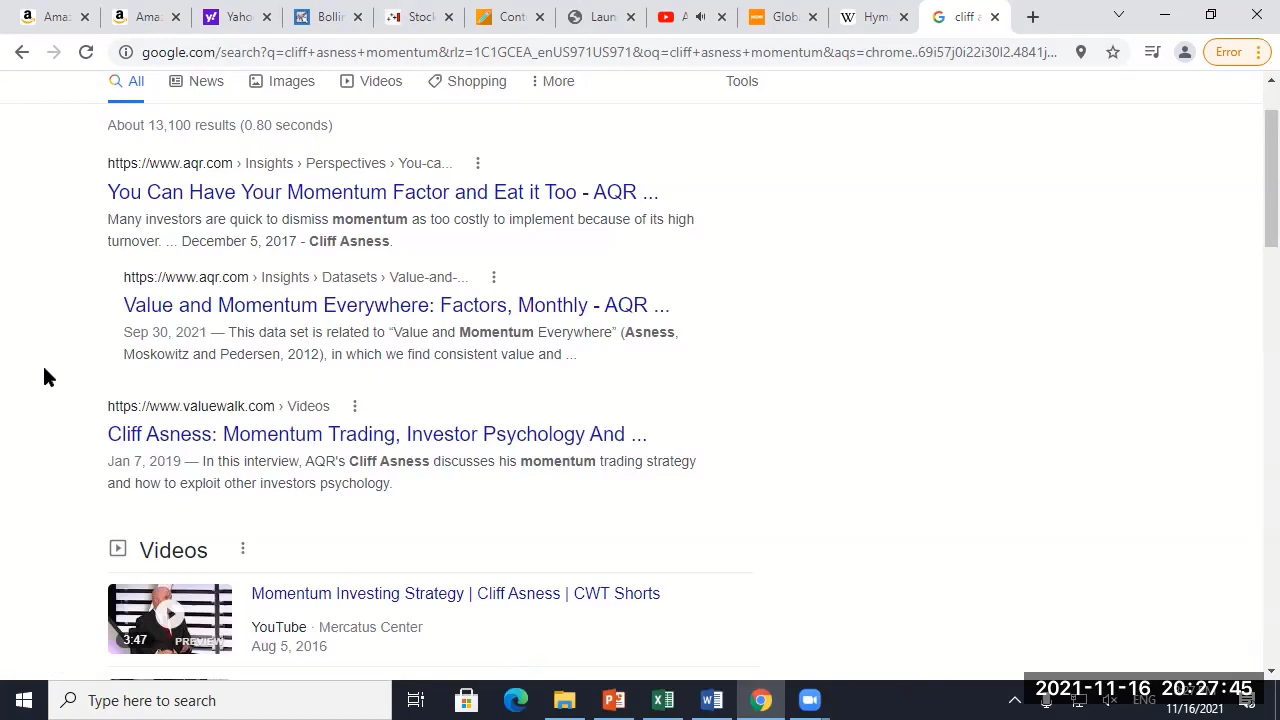 Amaz
Amaz
Yaho
Bollin
Stock
Cont
Laun
A
Glob
Hym
cliff a
google.com/search?q=cliff+asness+momentum&rlz=1C1GCEA_enUS971US971&oq=cliff+asness+momentum&aqs=chrome..69i57j0i22i30l2.4841j...
Error
All
News
Images
Videos
Shopping
More
Tools
About 13,100 results (0.80 seconds)
https://www.aqr.com › Insights › Perspectives › You-ca...
You Can Have Your Momentum Factor and Eat it Too - AQR ...
Many investors are quick to dismiss momentum as too costly to implement because of its high
turnover. ... December 5, 2017 - Cliff Asness.
https://www.aqr.com › Insights › Datasets › Value-and-...
Value and Momentum Everywhere: Factors, Monthly - AQR ...
Sep 30, 2021 — This data set is related to “Value and Momentum Everywhere” (Asness,
Moskowitz and Pedersen, 2012), in which we find consistent value and ...
https://www.valuewalk.com › Videos
Cliff Asness: Momentum Trading, Investor Psychology And ...
Jan 7, 2019 — In this interview, AQR's Cliff Asness discusses his momentum trading strategy
and how to exploit other investors psychology.
Videos
Momentum Investing Strategy | Cliff Asness | CWT Shorts
3:47
PREVIEW
YouTube · Mercatus Center
Aug 5, 2016
Type here to search
2021-11-16 20:27:45
ENG
11/16/2021